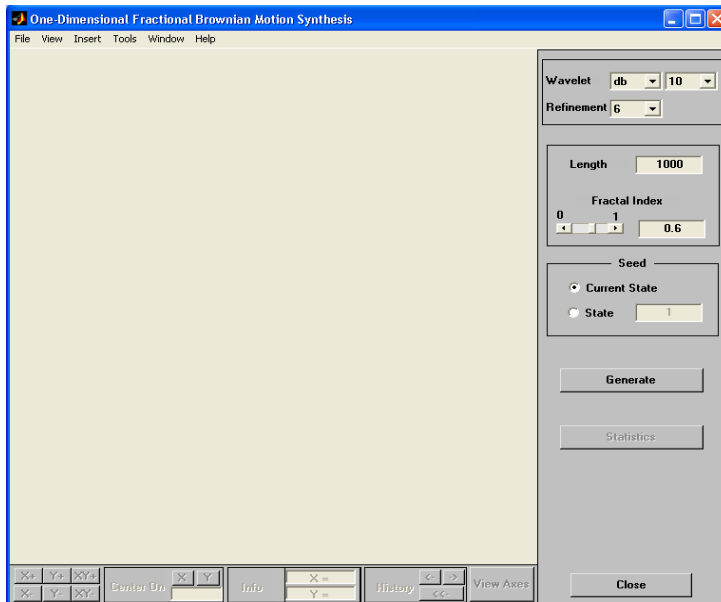 One-Dimensional Fractional Brownian Motion Synthesis
File View Insert Tools Window Help
Wavelet db 10
Refinement 6
Length 1000
Fractal Index
0 1
0.6
Seed
Current State
State 1
Generate
Statistics
X+ Y+ XY+
X- Y- XY-
Center On X Y
Info X =
Y =
History <- ->
<<-
View Axes
Close